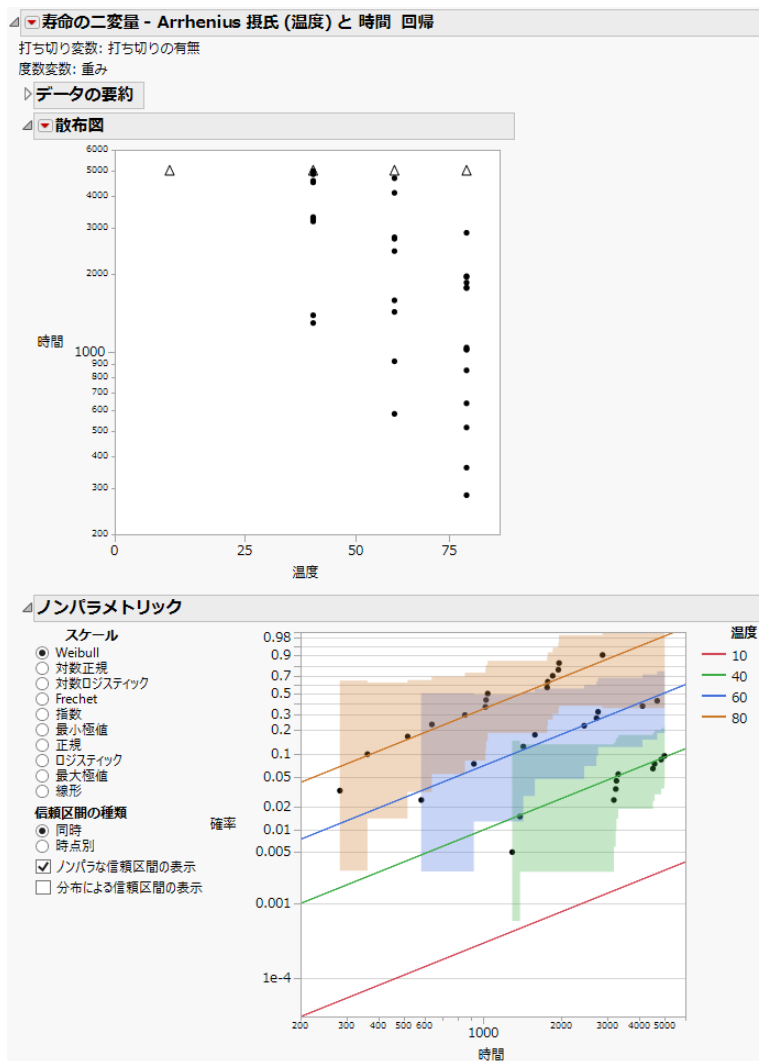 寿命の二変量 - Arrhenius 摂氏 (温度) と 時間 回帰
打ち切り変数: 打ち切りの有無
度数変数: 重み
データの要約
散布図
6000
5000
4000
3000
2000
1000
900
800
700
600
500
400
300
200
時間
0 25 50 75
温度
ノンパラメトリック
スケール
Weibull
対数正規
対数ロジスティック
Frechet
指数
最小極値
正規
ロジスティック
最大極値
線形
信頼区間の種類
同時
時点別
ノンパラな信頼区間の表示
分布による信頼区間の表示
確率
0.98
0.9
0.7
0.5
0.3
0.2
0.1
0.05
0.02
0.01
0.005
0.001
1e-4
200 300 400 500 600 1000 2000 3000 5000
時間
温度
10
40
60
80